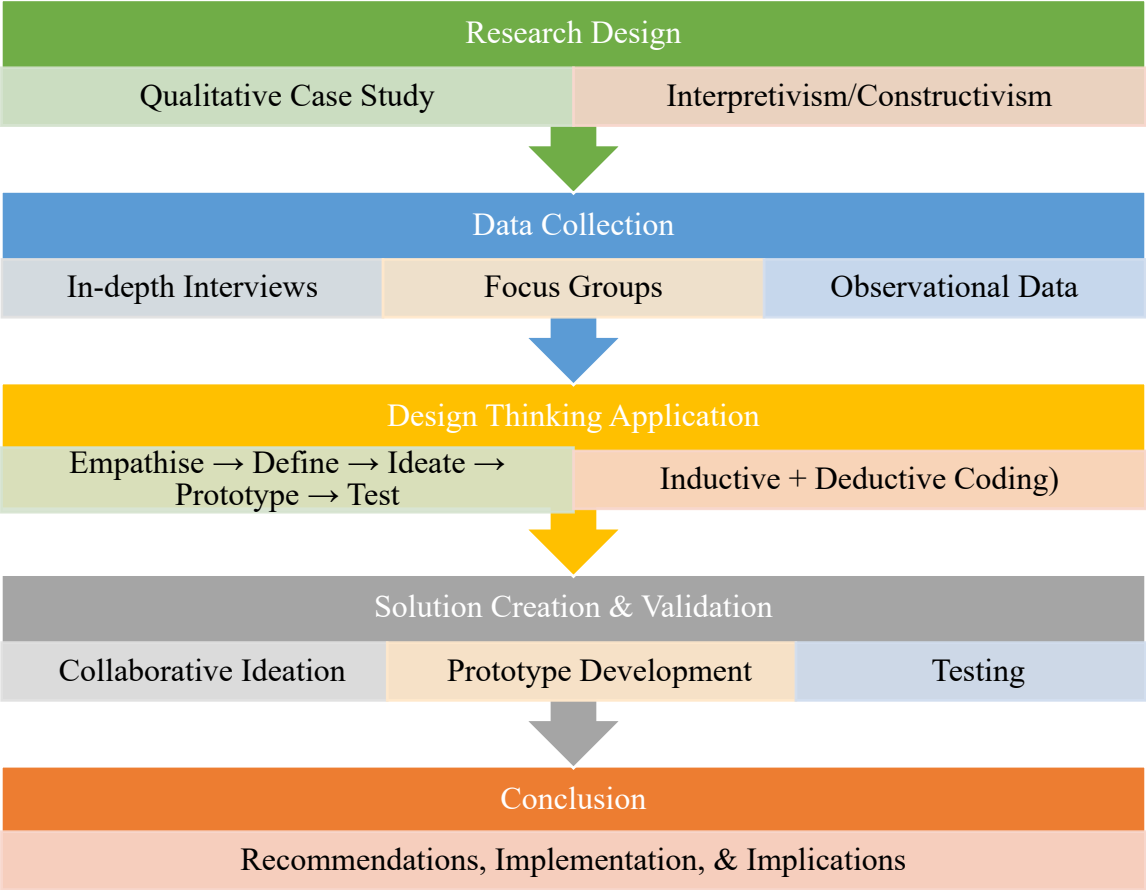 Research Design
Qualitative Case Study
Interpretivism/Constructivism
Data Collection
In-depth Interviews
Focus Groups
Observational Data
Design Thinking Application
Empathise → Define → Ideate →
Prototype → Test
Inductive + Deductive Coding)
Solution Creation & Validation
Collaborative Ideation
Prototype Development
Testing
Conclusion
Recommendations, Implementation, & Implications